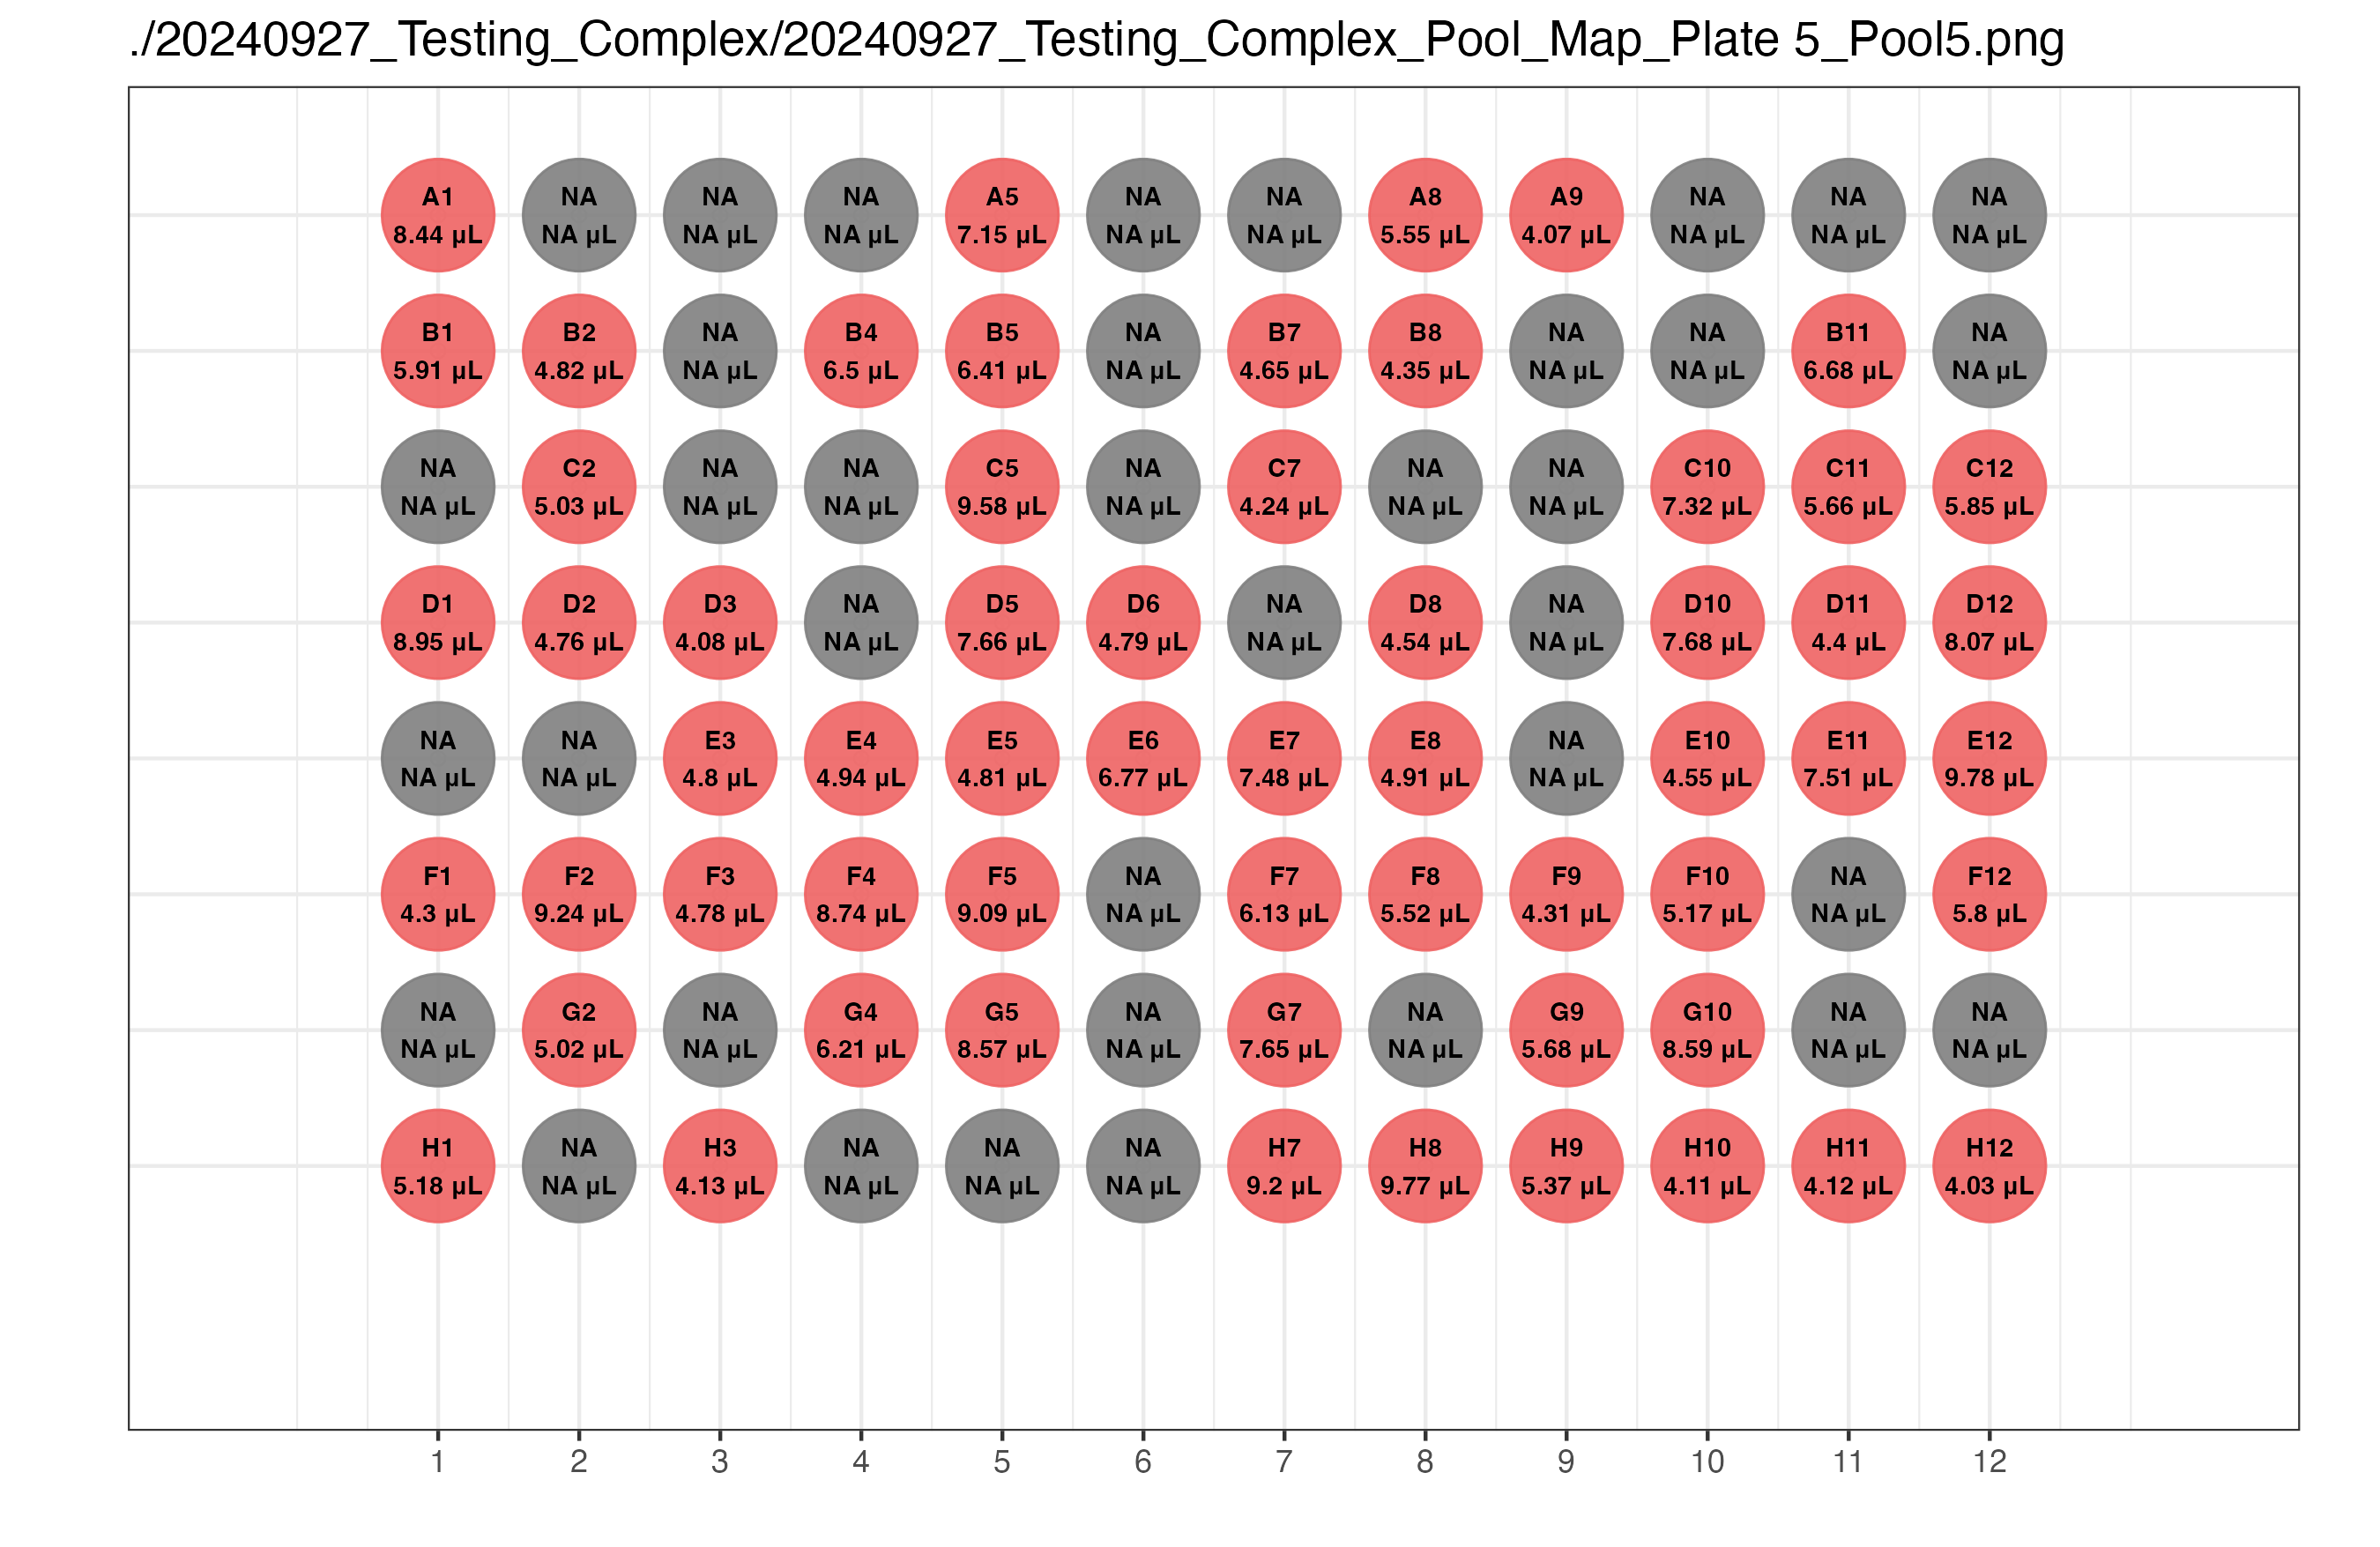 ./20240927_Testing_Complex/20240927_Testing_Complex_Pool_Map_Plate 5_Pool5.png
A1 NA NA NA A5 NA NA A8 A9 NA NA NA
8.44 µL NA µL NA µL NA µL 7.15 µL NA µL NA µL 5.55 µL 4.07 µL NA µL NA µL NA µL
B1 B2 NA B4 B5 NA B7 B8 NA NA B11 NA
5.91 µL 4.82 µL NA µL 6.5 µL 6.41 µL NA µL 4.65 µL 4.35 µL NA µL NA µL 6.68 µL NA µL
NA C2 NA NA C5 NA C7 NA NA C10 C11 C12
NA µL 5.03 µL NA µL NA µL 9.58 µL NA µL 4.24 µL NA µL NA µL 7.32 µL 5.66 µL 5.85 µL
D1 D2 D3 NA D5 D6 NA D8 NA D10 D11 D12
8.95 µL 4.76 µL 4.08 µL NA µL 7.66 µL 4.79 µL NA µL 4.54 µL NA µL 7.68 µL 4.4 µL 8.07 µL
NA NA E3 E4 E5 E6 E7 E8 NA E10 E11 E12
NA µL NA µL 4.8 µL 4.94 µL 4.81 µL 6.77 µL 7.48 µL 4.91 µL NA µL 4.55 µL 7.51 µL 9.78 µL
F1 F2 F3 F4 F5 NA F7 F8 F9 F10 NA F12
4.3 µL 9.24 µL 4.78 µL 8.74 µL 9.09 µL NA µL 6.13 µL 5.52 µL 4.31 µL 5.17 µL NA µL 5.8 µL
NA G2 NA G4 G5 NA G7 NA G9 G10 NA NA
NA µL 5.02 µL NA µL 6.21 µL 8.57 µL NA µL 7.65 µL NA µL 5.68 µL 8.59 µL NA µL NA µL
H1 NA H3 NA NA NA H7 H8 H9 H10 H11 H12
5.18 µL NA µL 4.13 µL NA µL NA µL NA µL 9.2 µL 9.77 µL 5.37 µL 4.11 µL 4.12 µL 4.03 µL
1 2 3 4 5 6 7 8 9 10 11 12